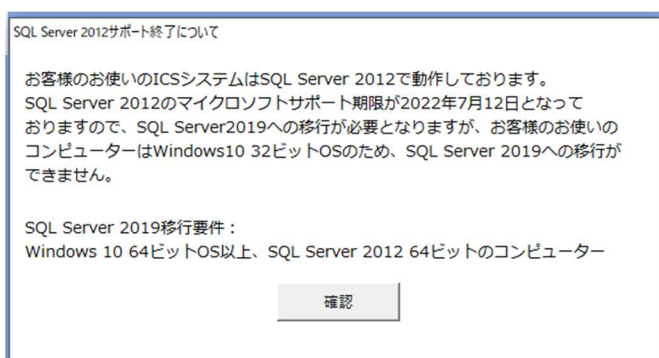 SQL Server 2012サポート終了について
お客様のお使いのICSシステムはSQL Server 2012で動作しております。
SQL Server 2012のマイクロソフトサポート期限が2022年7月12日となって
おりますので、SQL Server2019への移行が必要となりますが、お客様のお使いの
コンピューターはWindows10 32ビットOSのため、SQL Server 2019への移行が
できません。
SQL Server 2019移行要件：
Windows 10 64ビットOS以上、SQL Server 2012 64ビットのコンピューター
確認